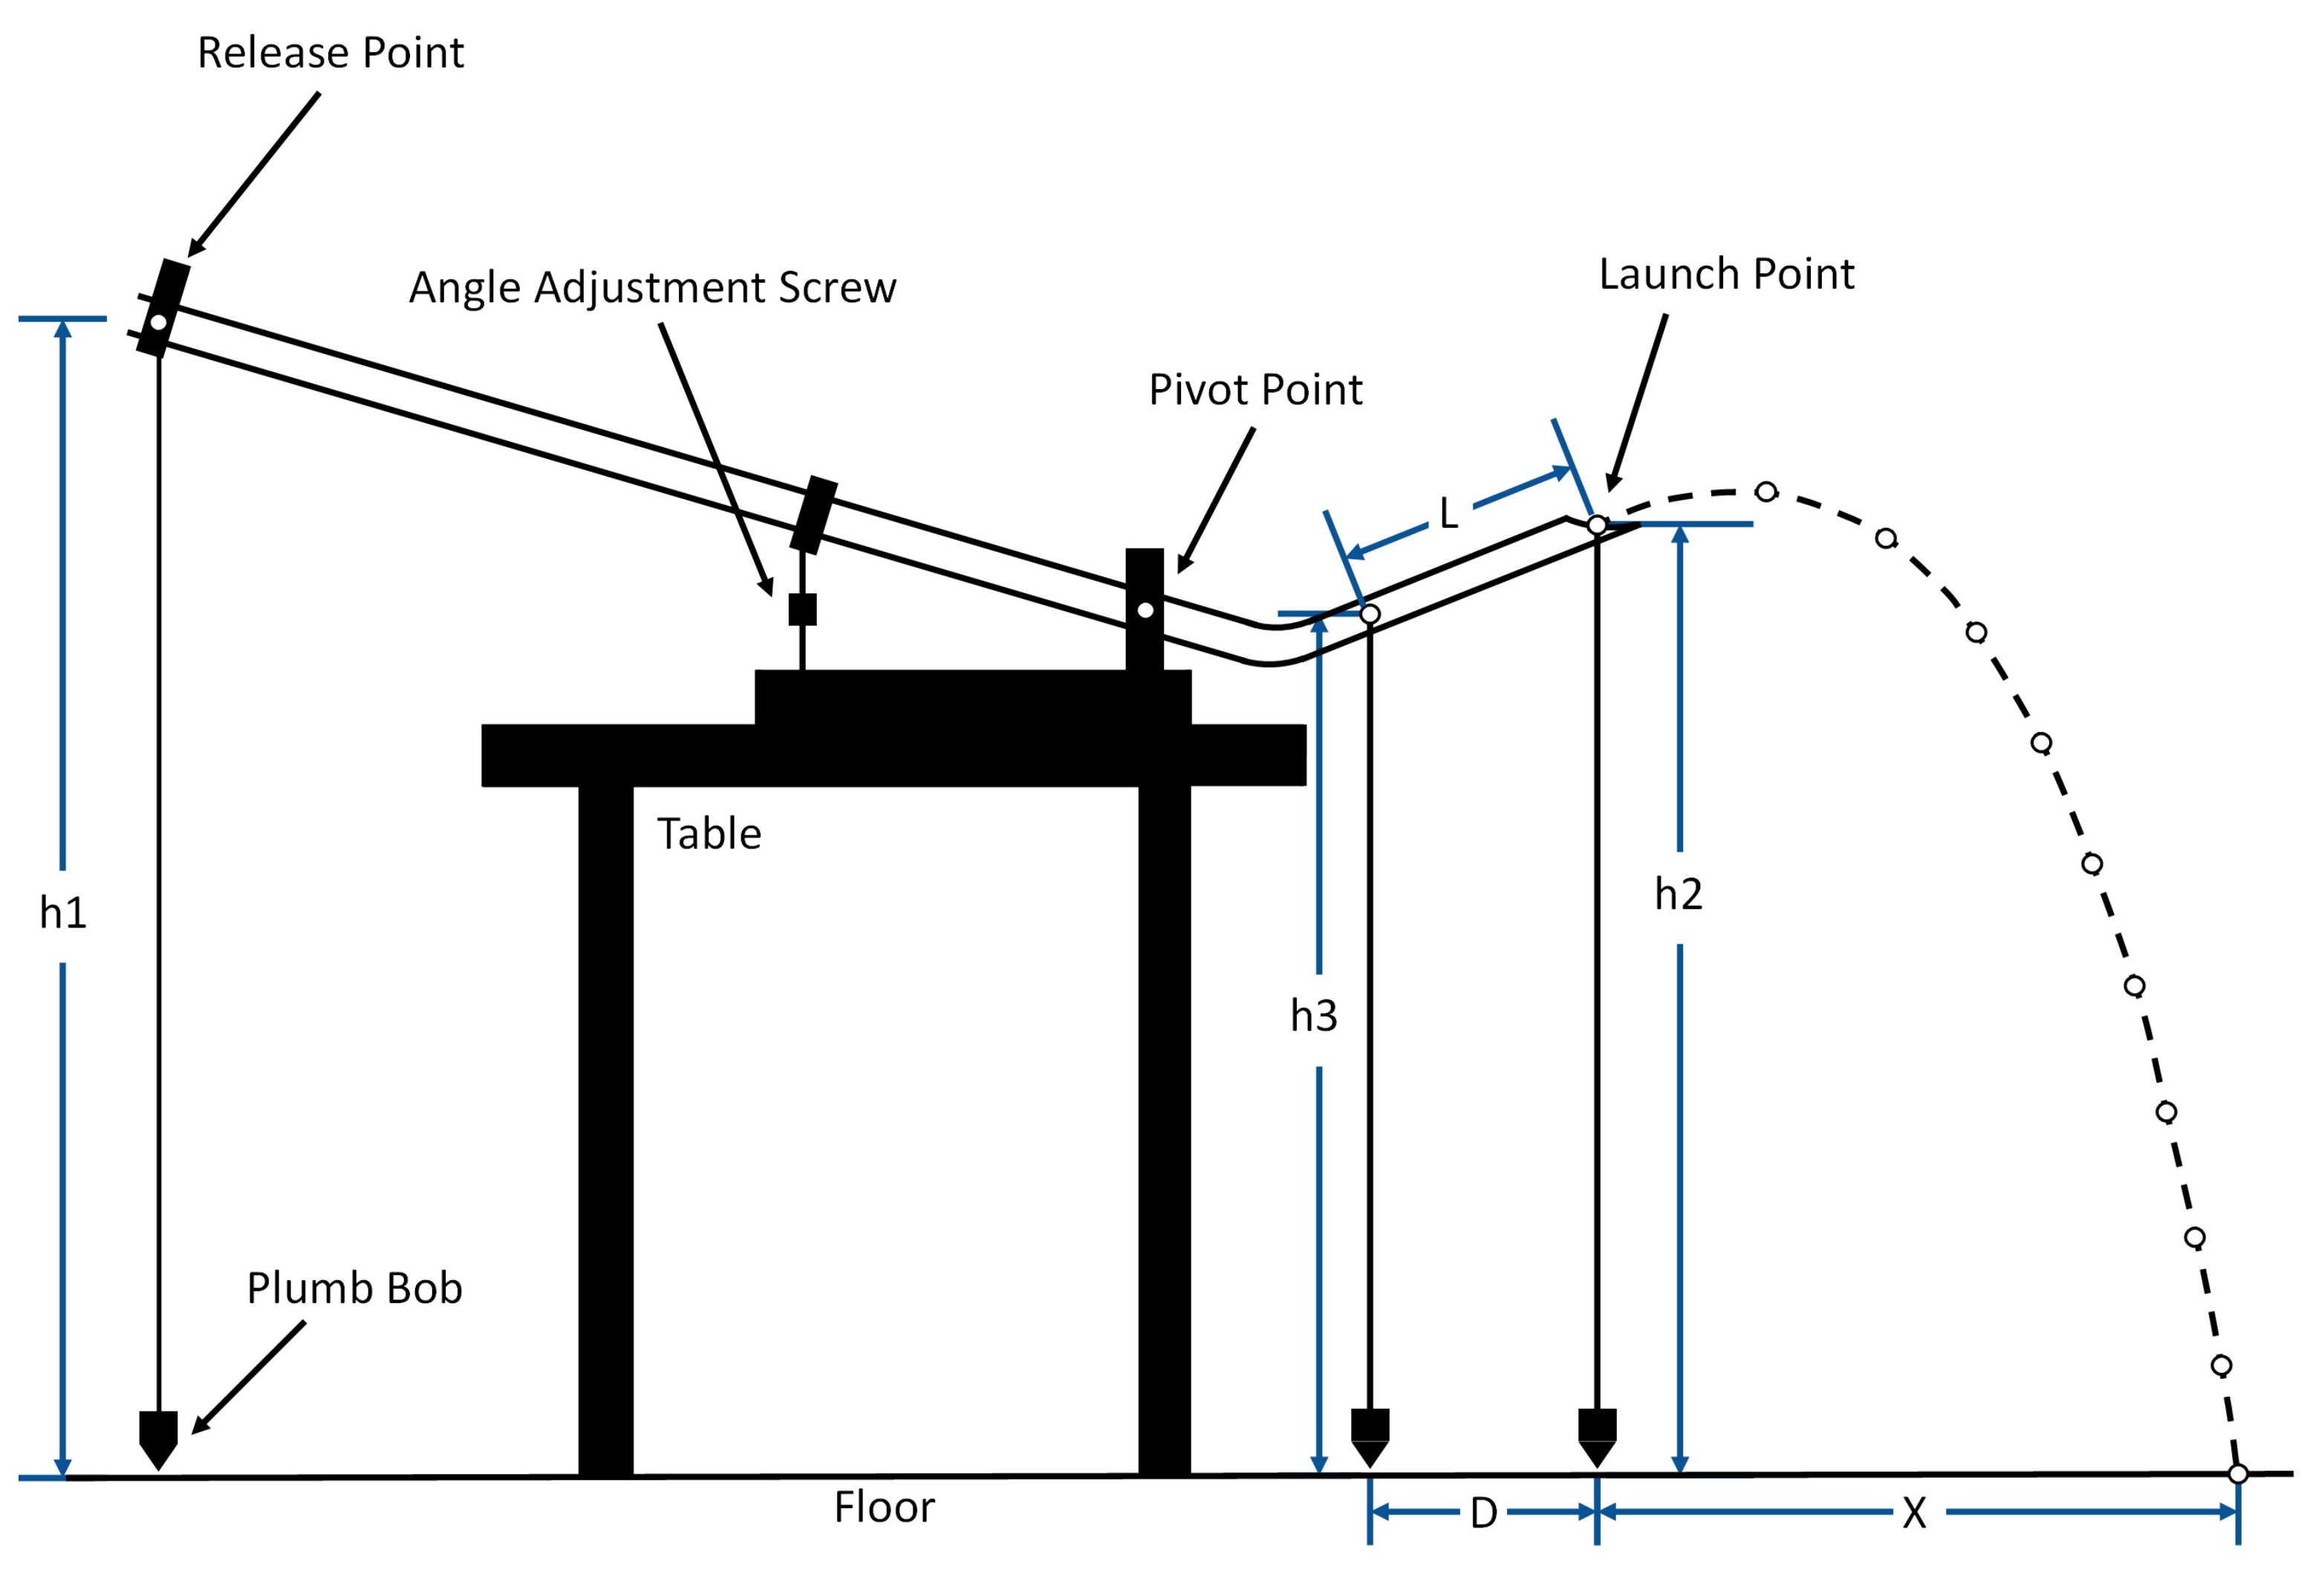 Release Point
Angle Adjustment Screw
Launch Point
Pivot Point
L
Table
h1
h2
h3
Plumb Bob
Floor
D
X